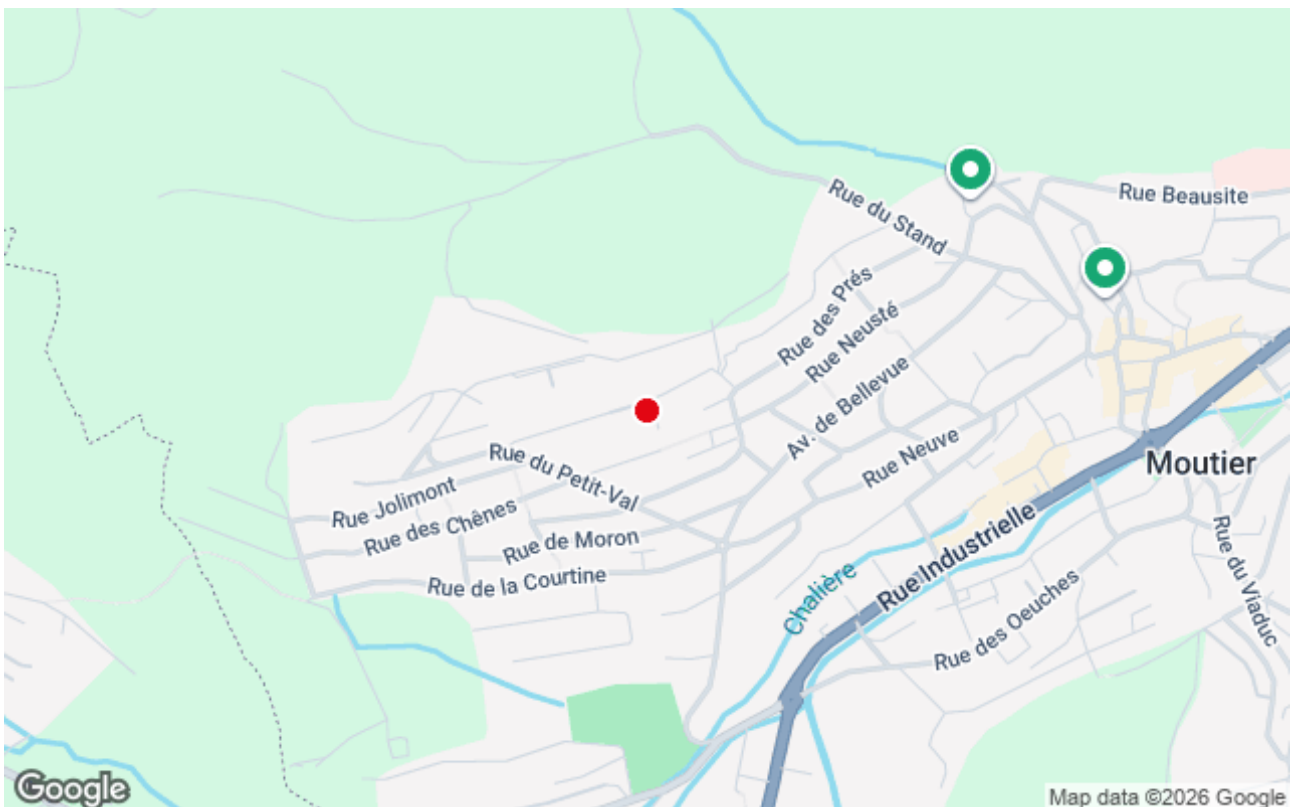 Rue Beausite
Rue du Stand
Rue des Prés
Rue Neusté
Av. de Bellevue
Rue Neuve
Moutier
Rue du Petit-Val
Rue Jolimont
Rue des Chênes
Rue de Moron
Rue de la Courtine
Chalière
Rue Industrielle
Rue des Oeuches
Rue du Viaduc
Google
Map data ©2026 Google